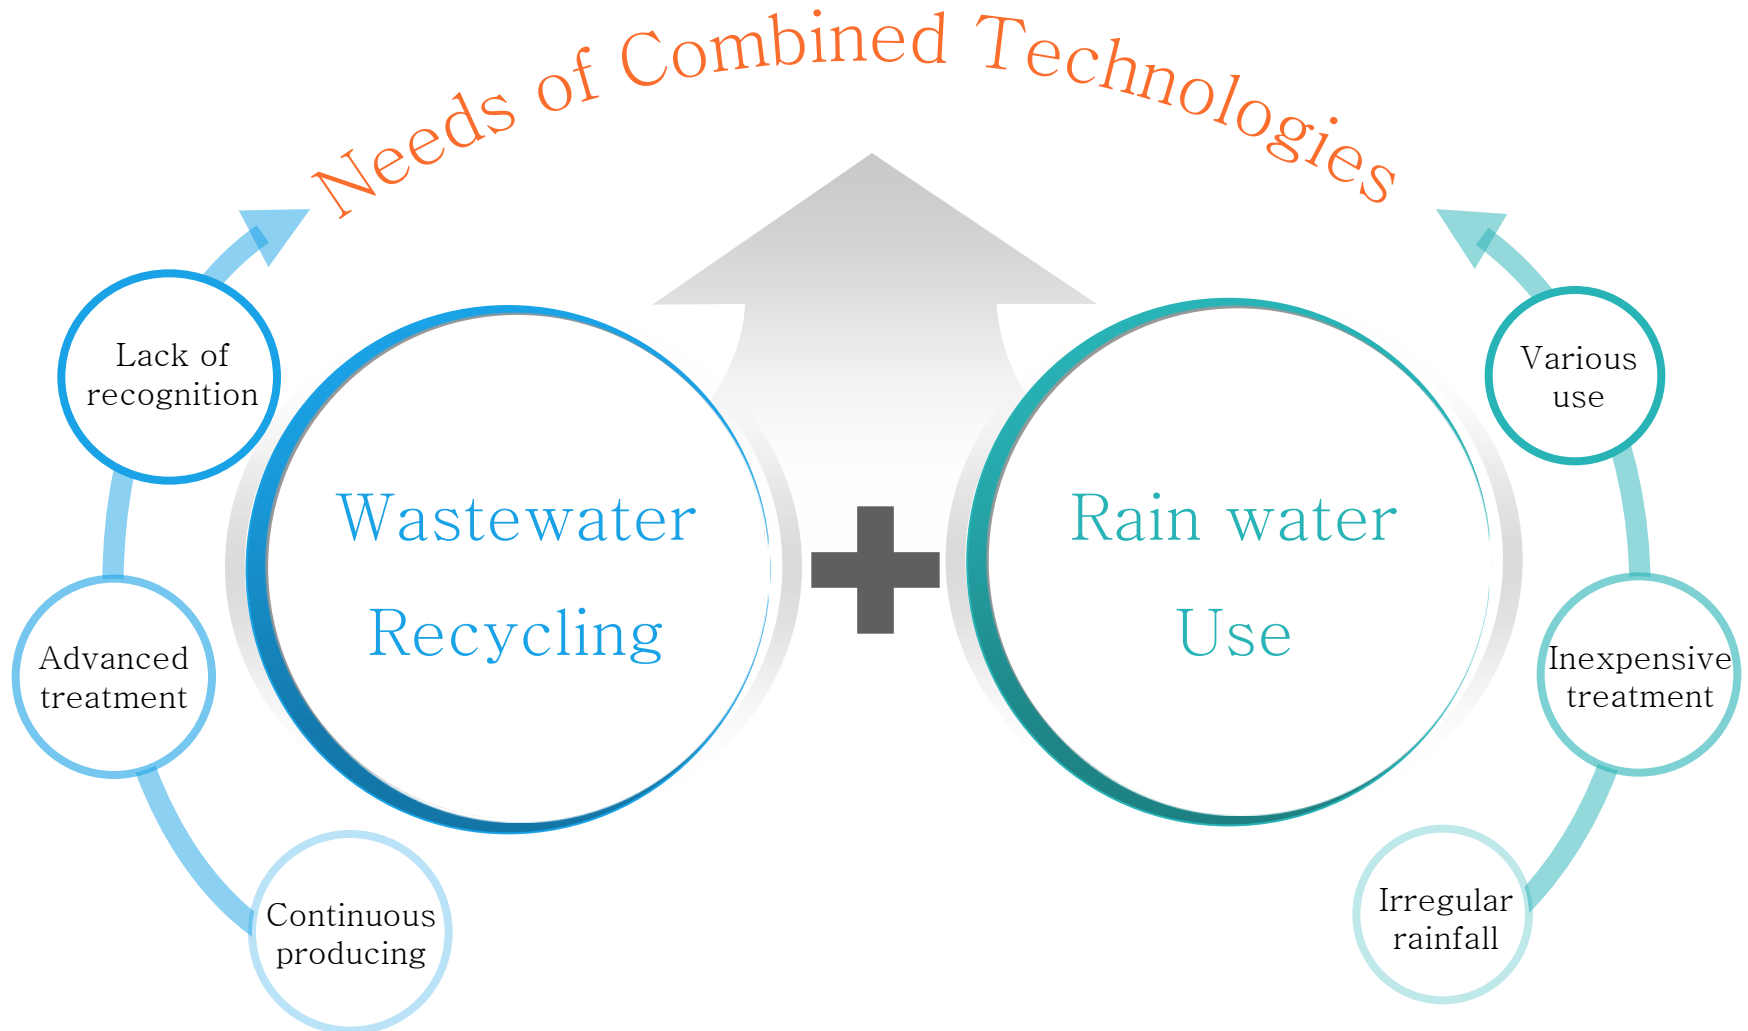 Needs of Combined Technologies
Lack of
recognition
Advanced
treatment
Continuous
producing
Wastewater
Recycling
Rain water
Use
Various
use
Inexpensive
treatment
Irregular
rainfall